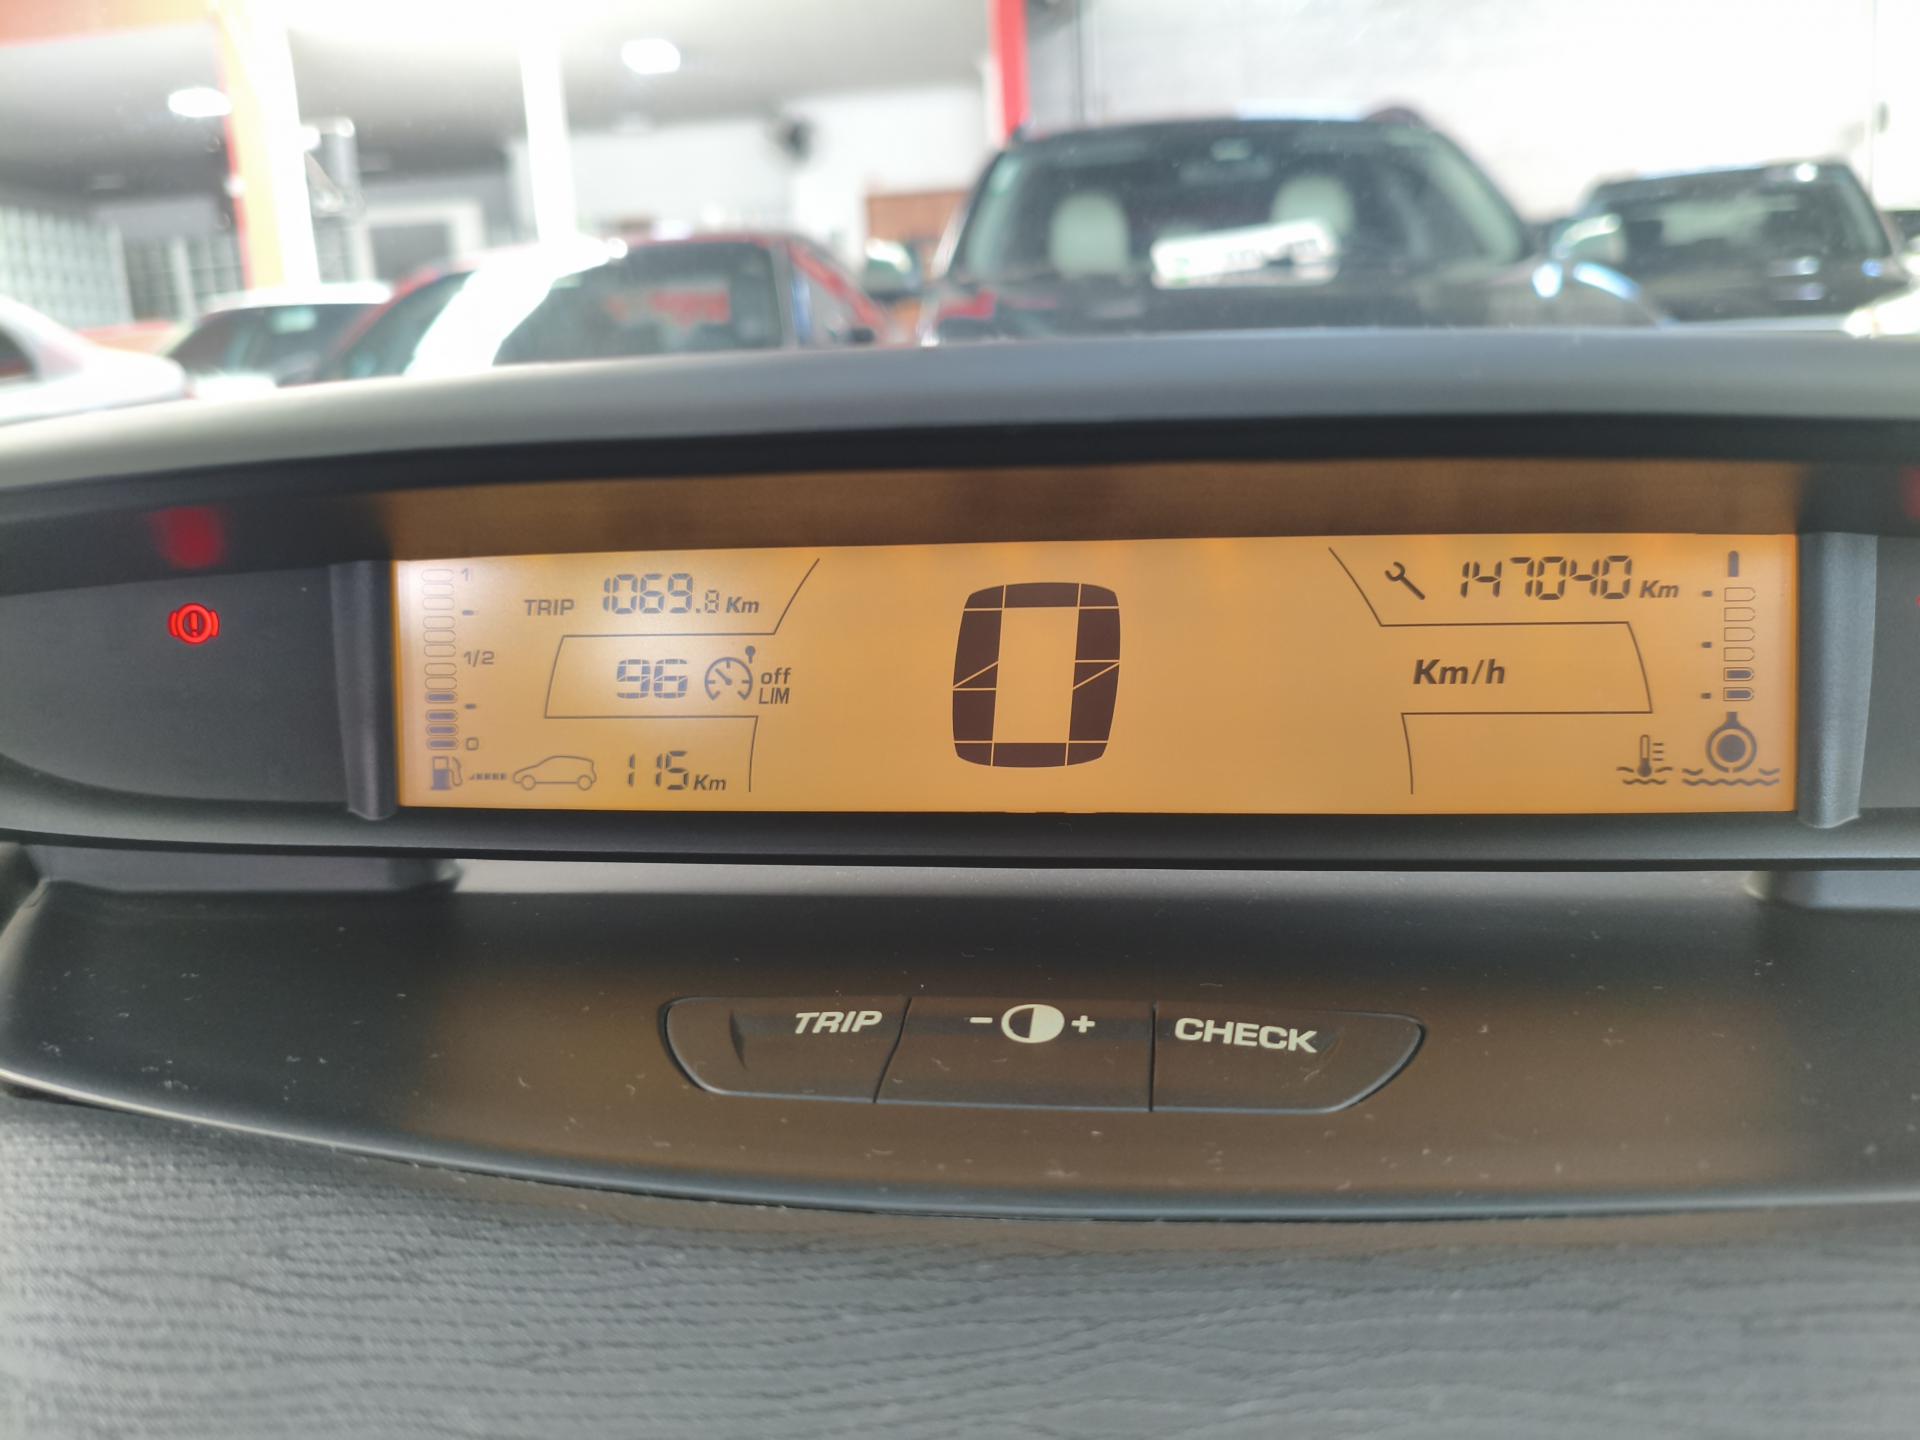 1
TRIP 1069.8 Km
147040 Km
1/2
96 off
LIM
Km/h
0
0
115 Km
TRIP - + CHECK